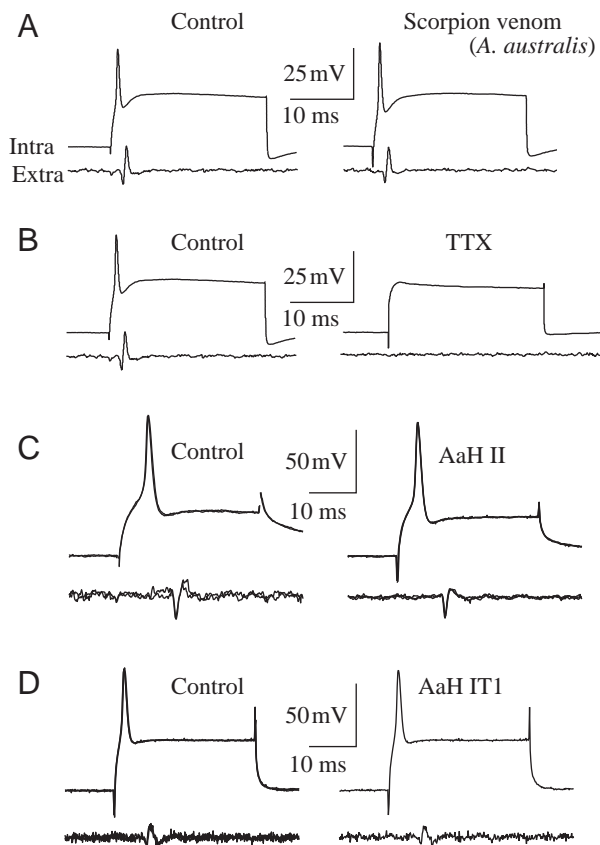 A
Control
Scorpion venom
(A. australis)
25 mV
10 ms
Intra
Extra
B
Control
TTX
25 mV
10 ms
C
Control
AaH II
50 mV
10 ms
D
Control
AaH IT1
50 mV
10 ms